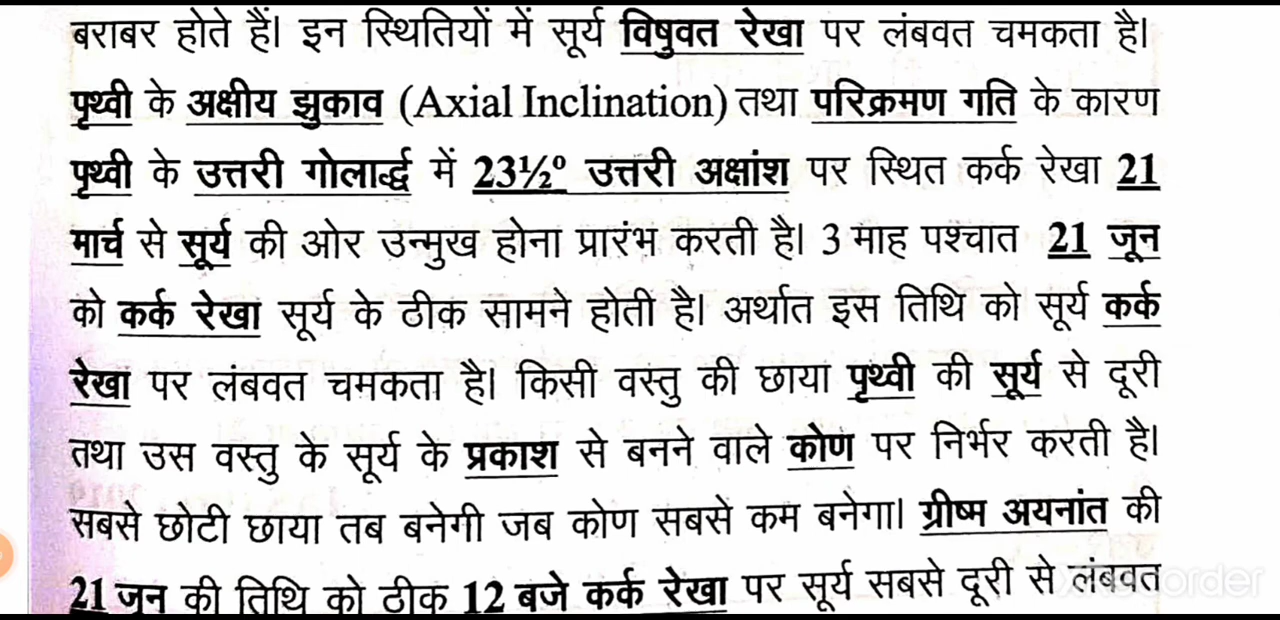 बराबर होते हैं। इन स्थितियों में सूर्य विषुवत रेखा पर लंबवत चमकता है।
पृथ्वी के अक्षीय झुकाव (Axial Inclination) तथा परिक्रमण गति के कारण
पृथ्वी के उत्तरी गोलार्द्ध में 23½° उत्तरी अक्षांश पर स्थित कर्क रेखा 21
मार्च से सूर्य की ओर उन्मुख होना प्रारंभ करती है। 3 माह पश्चात 21 जून
को कर्क रेखा सूर्य के ठीक सामने होती है। अर्थात इस तिथि को सूर्य कर्क
रेखा पर लंबवत चमकता है। किसी वस्तु की छाया पृथ्वी की सूर्य से दूरी
तथा उस वस्तु के सूर्य के प्रकाश से बनने वाले कोण पर निर्भर करती है।
सबसे छोटी छाया तब बनेगी जब कोण सबसे कम बनेगा। ग्रीष्म अयनांत की
21 जून की तिथि को ठीक 12 बजे कर्क रेखा पर सूर्य सबसे दूरी से लंबवत